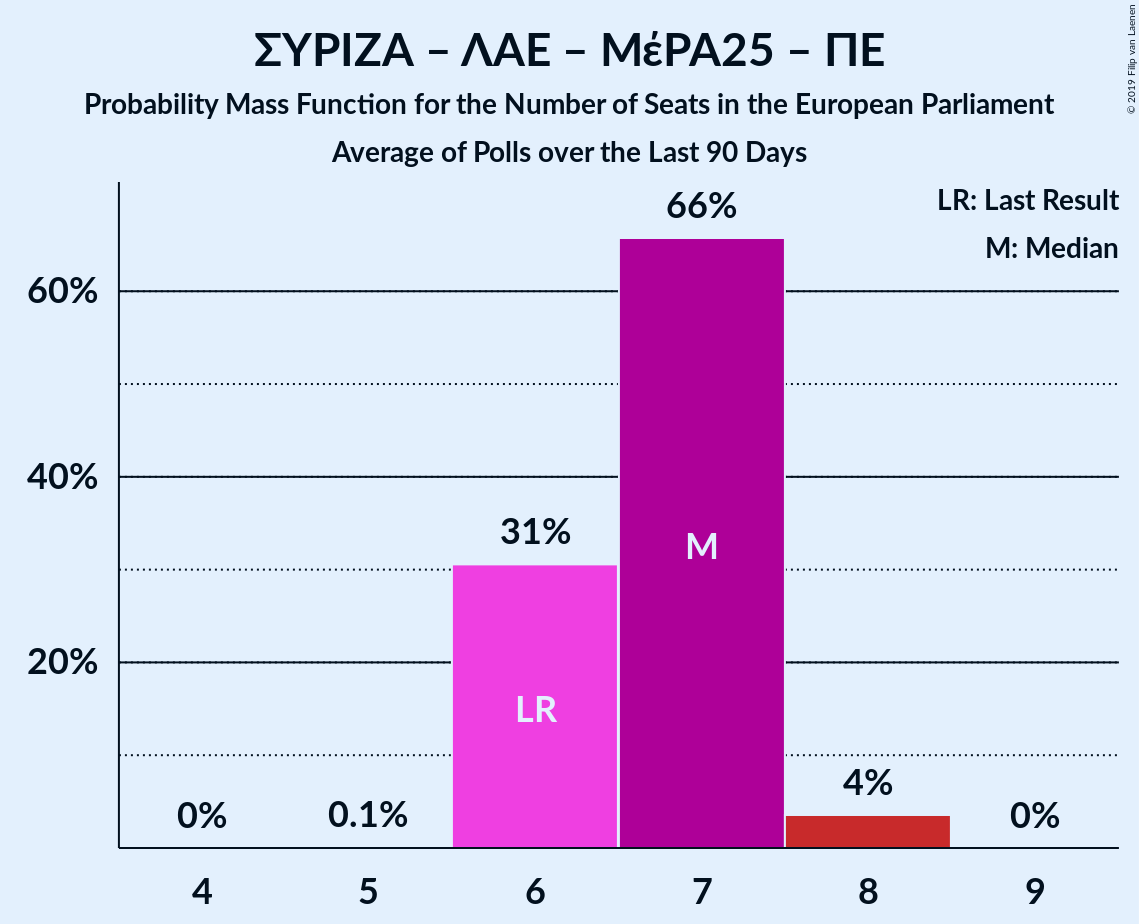 ΣΥΡΙΖΑ – ΛΑΕ – ΜέΡΑ25 – ΠΕ
Probability Mass Function for the Number of Seats in the European Parliament
Average of Polls over the Last 90 Days
© 2019 Filip van Laenen
LR: Last Result
M: Median
66%
60%
40%
31%
M
20%
LR
4%
0%
0.1%
0%
4
5
6
7
8
9